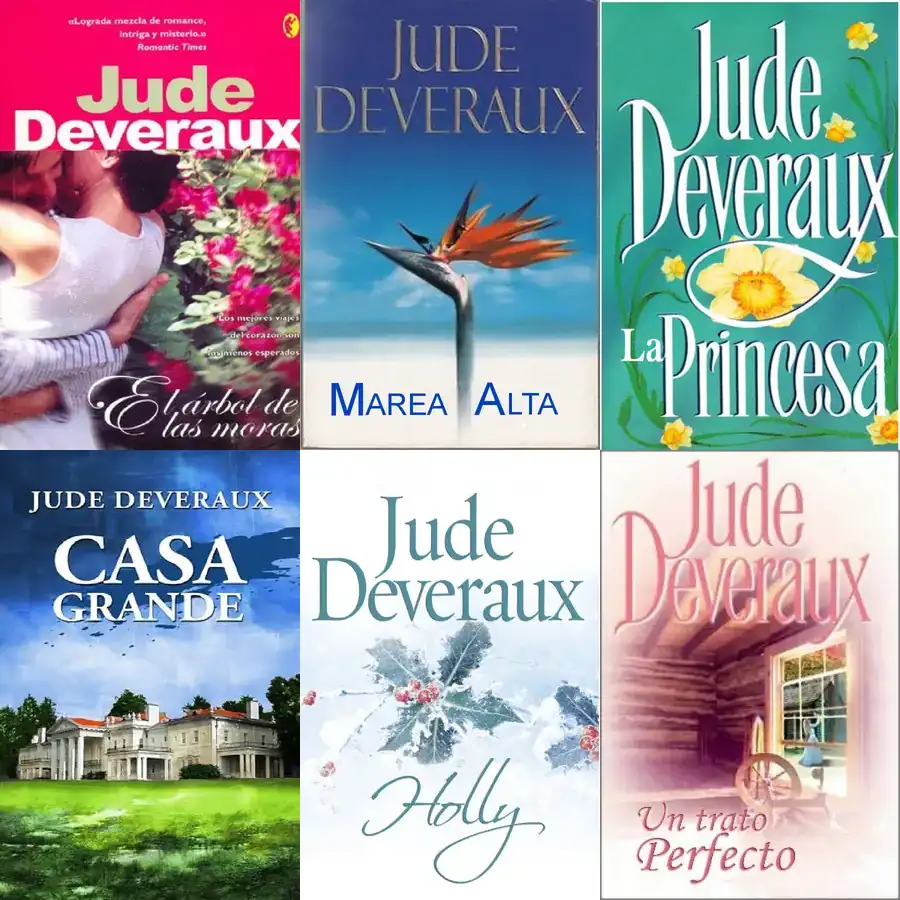 «Lograda mezcla de romance,
intriga y misterio.»
Romantic Times
Jude
Deveraux
Los mejores viajes
del corazón son
los menos esperados
El árbol de
las moras
JUDE
DEVERAUX
MAREA ALTA
Jude
Deveraux
La Princesa
JUDE DEVERAUX
CASA
GRANDE
Jude
Deveraux
Holly
Jude
Deveraux
Un trato
Perfecto